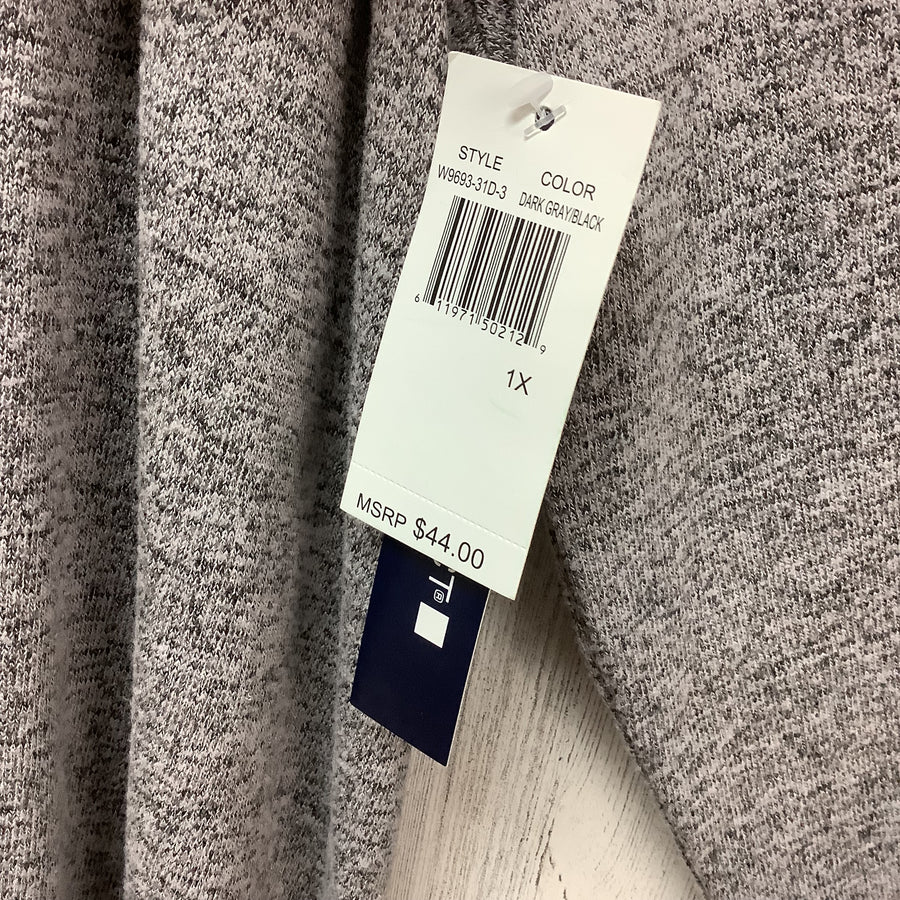 STYLE COLOR
W9693-31D-3 DARK GRAY/BLACK
6 11971 50212 9
1X
MSRP $44.00